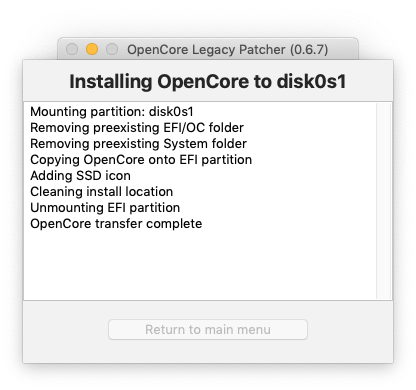 OpenCore Legacy Patcher (0.6.7)
Installing OpenCore to disk0s1
Mounting partition: disk0s1
Removing preexisting EFI/OC folder
Removing preexisting System folder
Copying OpenCore onto EFI partition
Adding SSD icon
Cleaning install location
Unmounting EFI partition
OpenCore transfer complete
Return to main menu